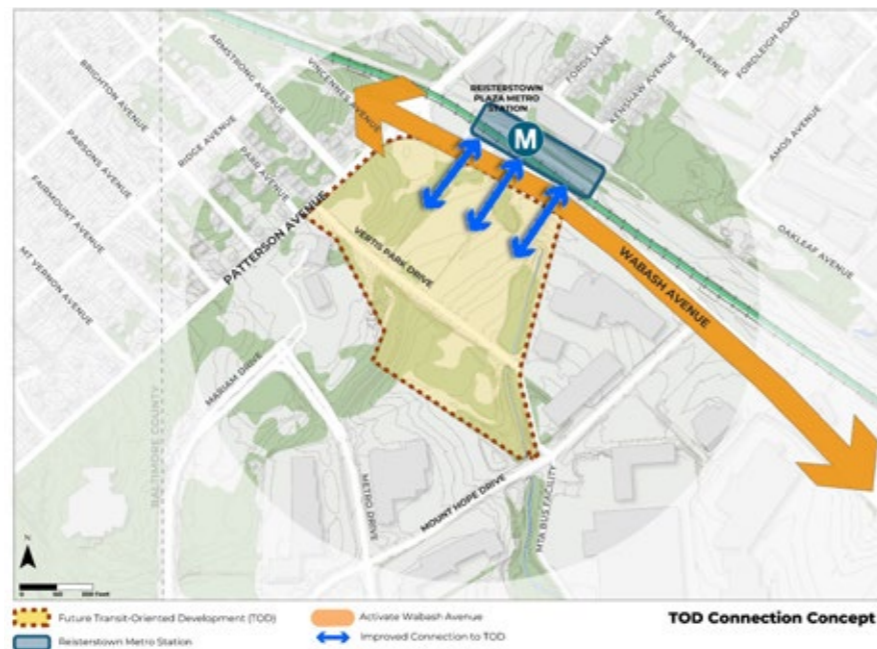 ARMSTRONG AVENUE
BRIGHTON AVENUE
VINCENNES AVENUE
PARSONS AVENUE
RIDGE AVENUE
PARK AVENUE
FAIRMOUNT AVENUE
MT VERNON AVENUE
PATTERSON AVENUE
REISTERSTOWN
PLAZA METRO
STATION
M
FORDS LANE
KENSHAW AVENUE
FAIRLAWN AVENUE
FORDLEIGH ROAD
AMOS AVENUE
OAKLEAF AVENUE
VERTIS PARK DRIVE
WABASH AVENUE
MARIAM DRIVE
BALTIMORE COUNTY
METRO DRIVE
MOUNT HOPE DRIVE
MTA BUS FACILITY
N
0
Feet
Future Transit-Oriented Development (TOD)
Activate Wabash Avenue
TOD Connection Concept
Reisterstown Metro Station
Improved Connection to TOD